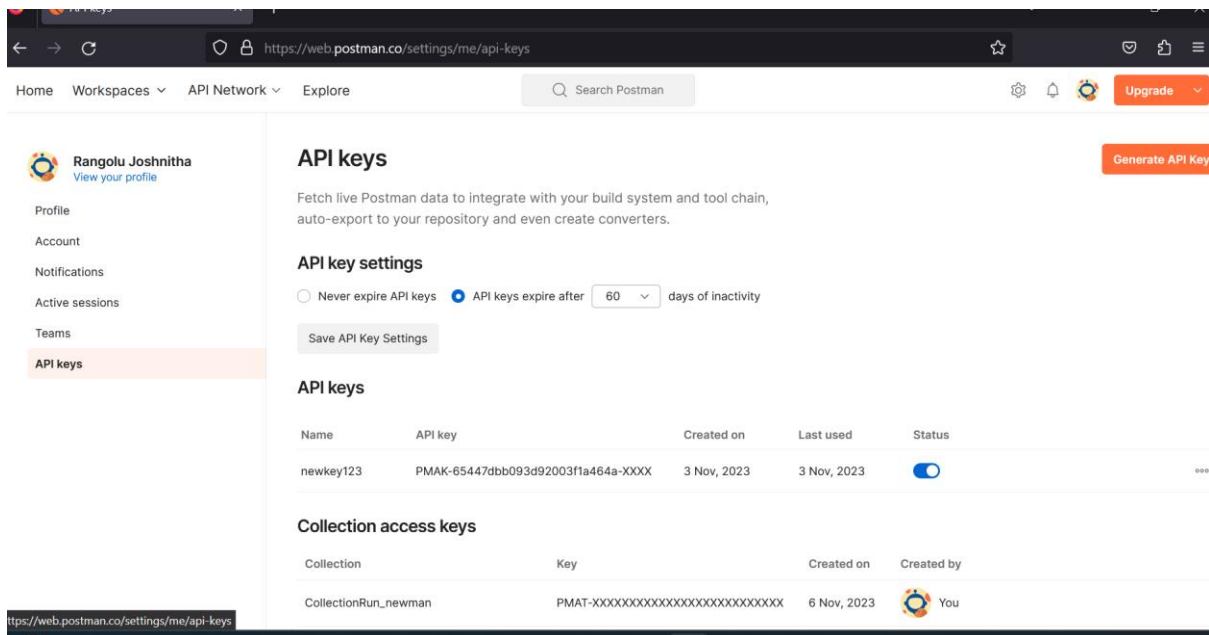 API keys
https://web.postman.co/settings/me/api-keys
Home Workspaces API Network Explore Search Postman Upgrade
Rangolu Joshnitha
View your profile
Profile
Account
Notifications
Active sessions
Teams
API keys
API keys
Generate API Key
Fetch live Postman data to integrate with your build system and tool chain,
auto-export to your repository and even create converters.
API key settings
Never expire API keys API keys expire after 60 days of inactivity
Save API Key Settings
API keys
Name API key Created on Last used Status
newkey123 PMAK-65447dbb093d92003f1a464a-XXXX 3 Nov, 2023 3 Nov, 2023
Collection access keys
Collection Key Created on Created by
CollectionRun_newman PMAT-XXXXXXXXXXXXXXXXXXXXXXXXXX 6 Nov, 2023 You
ttps://web.postman.co/settings/me/api-keys